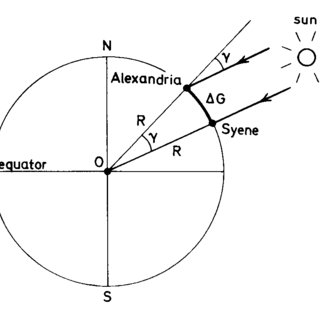 sun
N
γ
Alexandria
ΔG
R
γ
Syene
R
equator
O
S